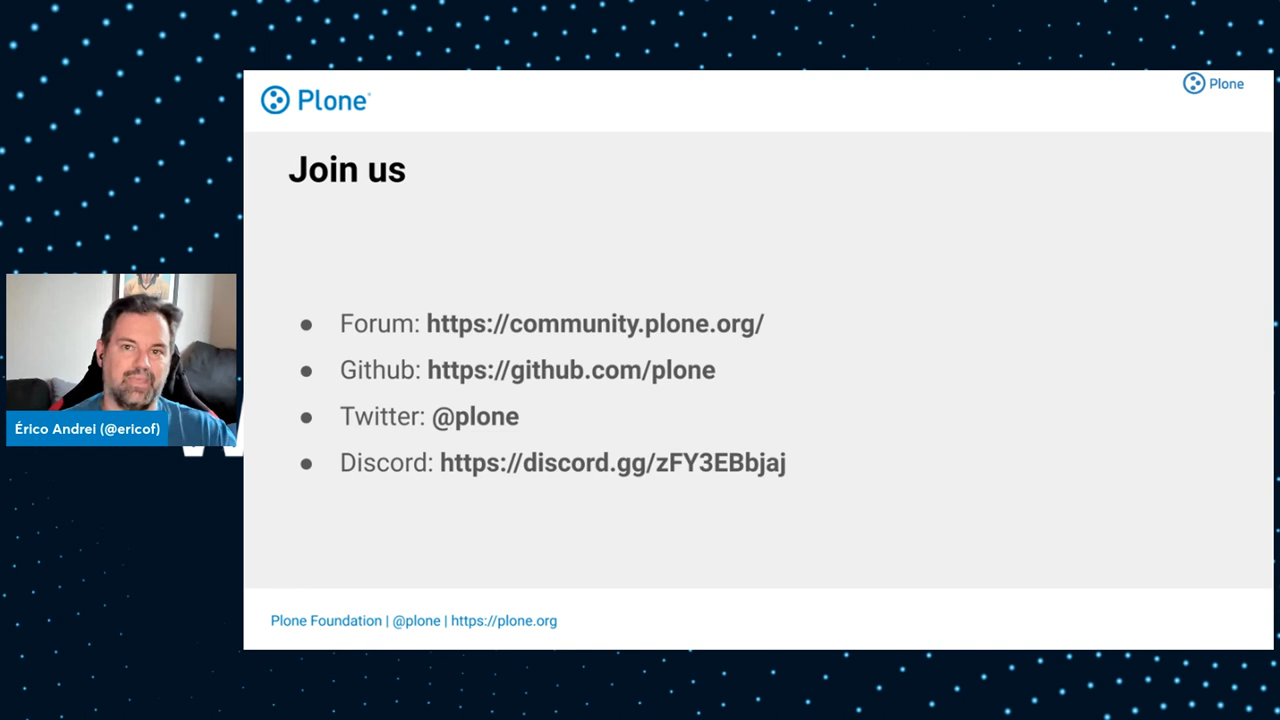 Plone
Plone
Join us
Forum: https://community.plone.org/
Github: https://github.com/plone
Twitter: @plone
Discord: https://discord.gg/zFY3EBbjaj
Érico Andrei (@ericof)
Plone Foundation | @plone | https://plone.org